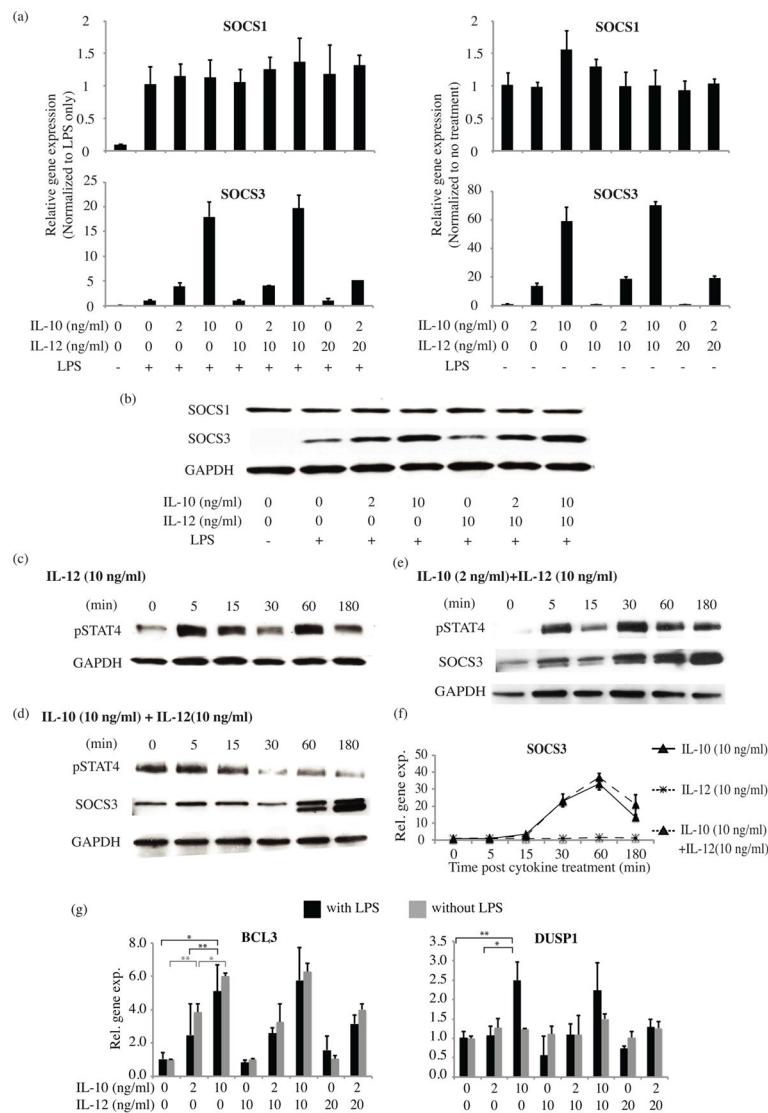 (a)
SOCS1
Relative gene expression
(Normalized to LPS only)
2
1.5
1
0.5
0
SOCS3
25
20
15
10
5
0
IL-10 (ng/ml) 0 0 2 10 0 2 10 0 2
IL-12 (ng/ml) 0 0 0 0 10 10 10 20 20
LPS - + + + + + + + +
SOCS1
Relative gene expression
(Normalized to no treatment)
2
1.5
1
0.5
0
SOCS3
80
60
40
20
0
IL-10 (ng/ml) 0 2 10 0 2 10 0 2
IL-12 (ng/ml) 0 0 0 10 10 10 20 20
LPS - - - - - - - -
(b)
SOCS1
SOCS3
GAPDH
IL-10 (ng/ml) 0 0 2 10 0 2 10
IL-12 (ng/ml) 0 0 0 0 10 10 10
LPS - + + + + + +
(c)
IL-12 (10 ng/ml)
(min) 0 5 15 30 60 180
pSTAT4
GAPDH
(e)
IL-10 (2 ng/ml)+IL-12 (10 ng/ml)
(min) 0 5 15 30 60 180
pSTAT4
SOCS3
GAPDH
(d)
IL-10 (10 ng/ml) + IL-12(10 ng/ml)
(min) 0 5 15 30 60 180
pSTAT4
SOCS3
GAPDH
(f)
SOCS3
Rel. gene exp.
50
40
30
20
10
0
0 5 15 30 60 180
Time post cytokine treatment (min)
IL-10 (10 ng/ml)
IL-12 (10 ng/ml)
IL-10 (10 ng/ml)
+IL-12(10 ng/ml)
(g)
with LPS without LPS
BCL3
Rel. gene exp.
8.0
6.0
4.0
2.0
0.0
*
**
** *
IL-10 (ng/ml) 0 2 10 0 2 10 0 2
IL-12 (ng/ml) 0 0 0 10 10 10 20 20
DUSP1
3.5
3.0
2.5
2.0
1.5
1.0
0.5
0.0
**
*
0 2 10 0 2 10 0 2
0 0 0 10 10 10 20 20